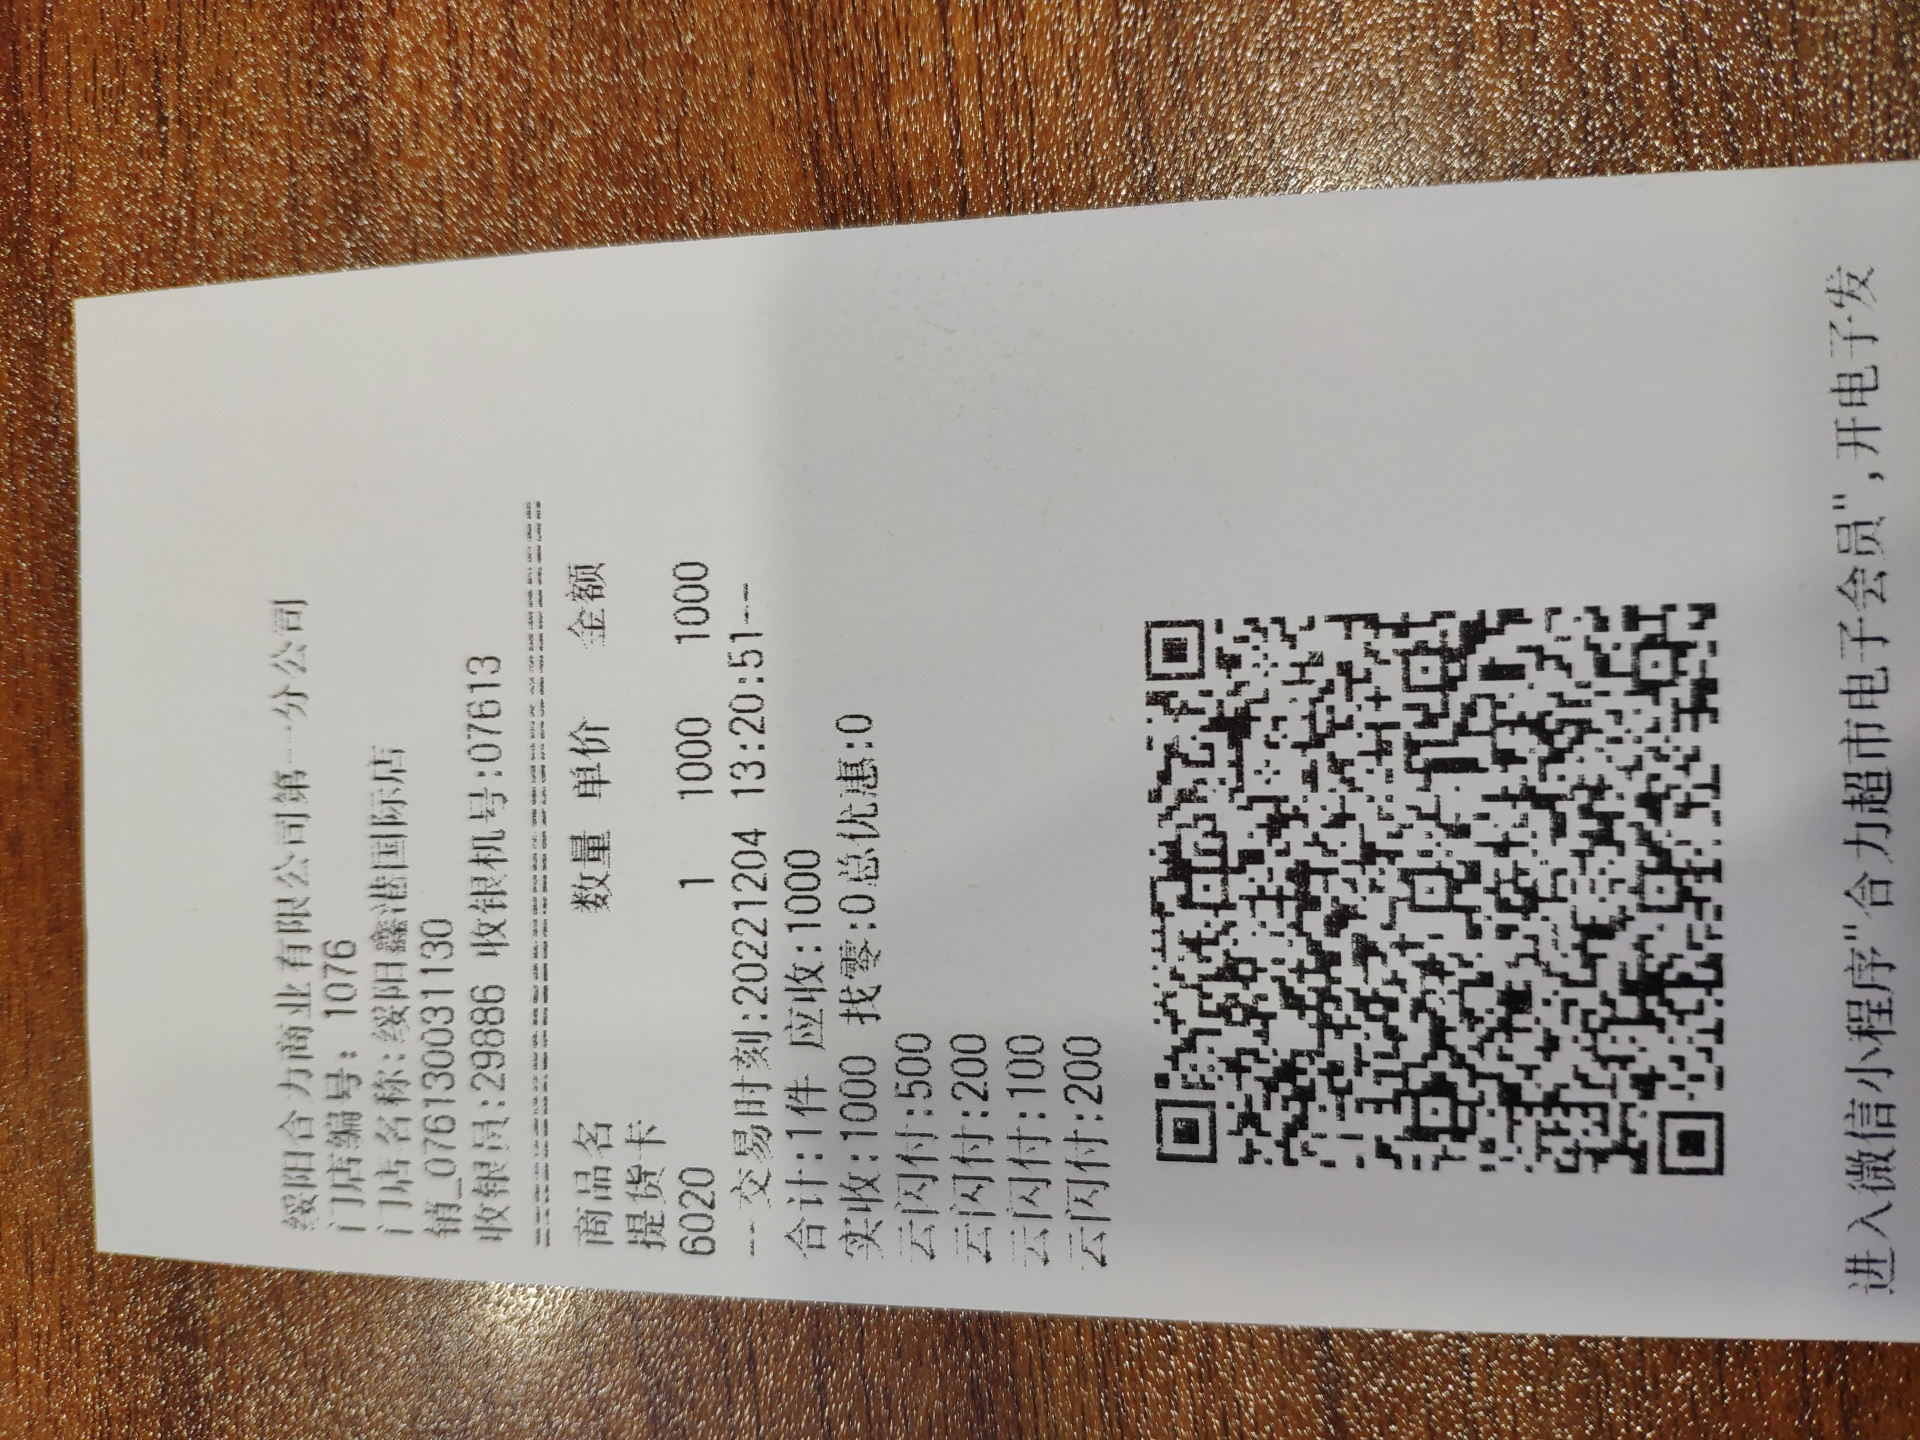 绥阳合力商业有限公司第一分公司
门店编号: 1076
门店名称:绥阳鑫港国际店
销_0761300311130
收银员:29886 收银机号:07613
商品名 数量 单价 金额
提货卡
6020 1 1000 1000
---交易时刻:20221204 13:20:51---
合计:1件 应收:1000
实收:1000 找零:0总优惠:0
云闪付:500
云闪付:200
云闪付:100
云闪付:200
进入微信小程序"合力超市电子会员",开电子发